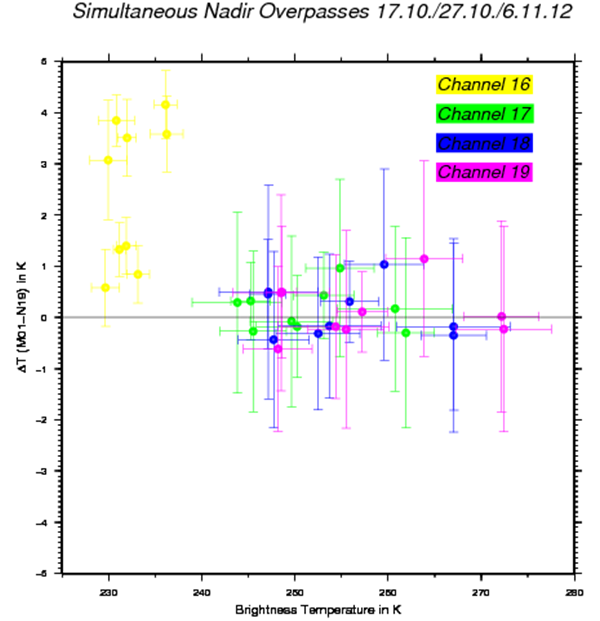 Simultaneous Nadir Overpasses 17.10./27.10./6.11.12
5
4
3
2
1
0
−1
−2
−3
−4
−5
ΔT (M01−N19) in K
Channel 16
Channel 17
Channel 18
Channel 19
230 240 250 260 270 280
Brightness Temperature in K